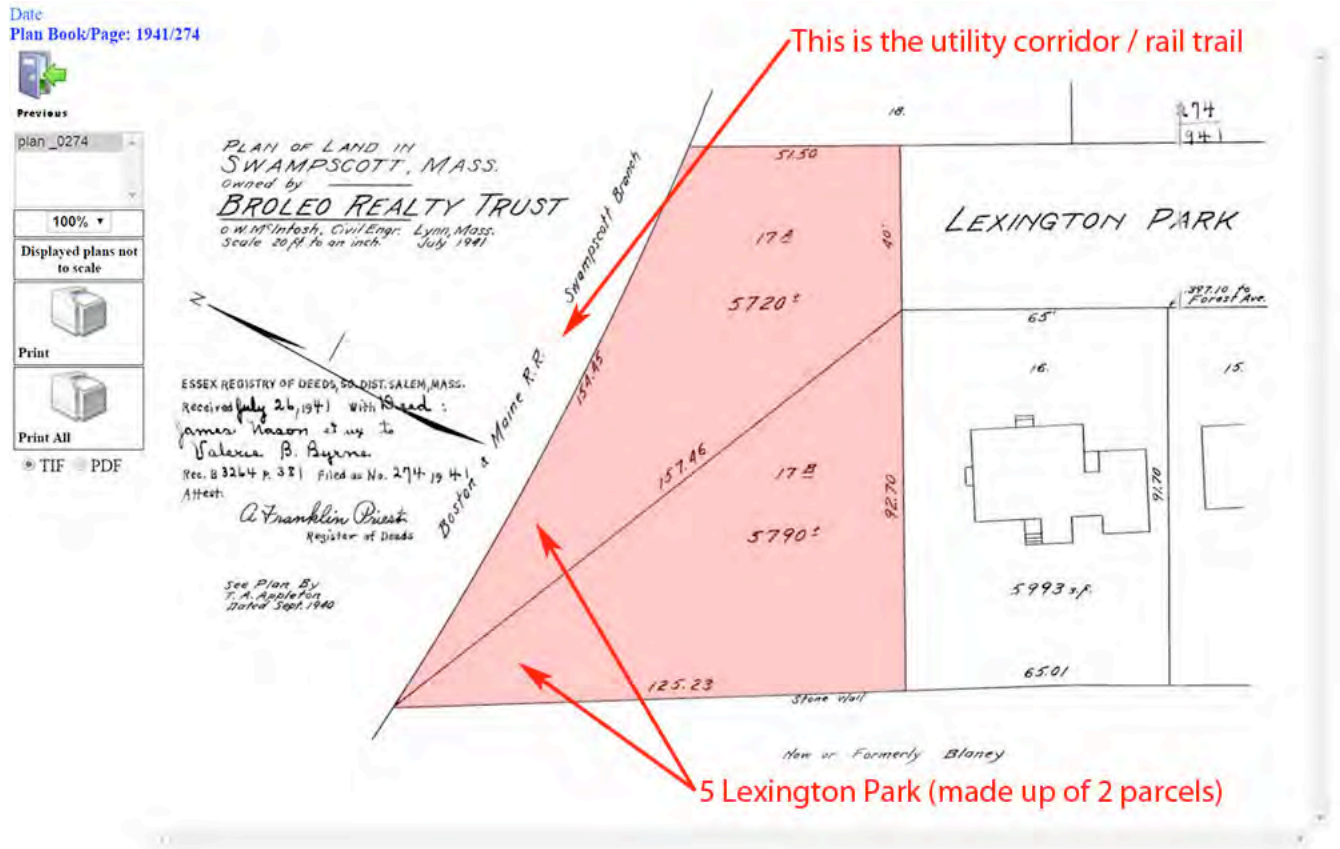 Date
Plan Book/Page: 1941/274
Previous
plan _0274
100%
Displayed plans not
to scale
Print
Print All
TIF PDF
This is the utility corridor / rail trail
PLAN OF LAND IN
SWAMPSCOTT, MASS.
Owned by
BROLEO REALTY TRUST
O.W. McIntosh, Civil Engr. Lynn, Mass.
Scale 20 ft to an inch. July 1941
N
ESSEX REGISTRY OF DEEDS, SO. DIST. SALEM, MASS.
Received July 26, 1941 With Deed :
James Nason et ux to
Valerie B. Byrne
Rec. B 3264 P. 381 Filed as No. 274 1941
Attest:
A Franklin Priest
Register of Deeds
See Plan By
T. A. Appleton
Dated Sept. 1940
Boston & Maine R.R. Swampscott Branch
18.
274
941
51.50
17 A
40'
5720 ±
154.45
157.46
17 B
5790 ±
92.70
125.23
Stone Wall
LEXINGTON PARK
397.10 to
Forest Ave.
65'
16.
15.
91.70
5993 s.f.
65.01
Now or Formerly Blaney
5 Lexington Park (made up of 2 parcels)